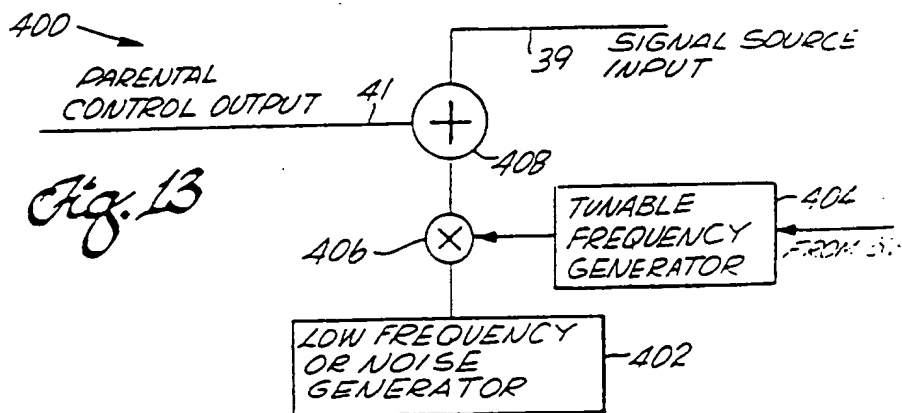 400
39
SIGNAL SOURCE
INPUT
PARENTAL
CONTROL OUTPUT
41
+
408
Fig. 13
406
×
TUNABLE
FREQUENCY
GENERATOR
404
FROM
LOW FREQUENCY
OR NOISE
GENERATOR
402